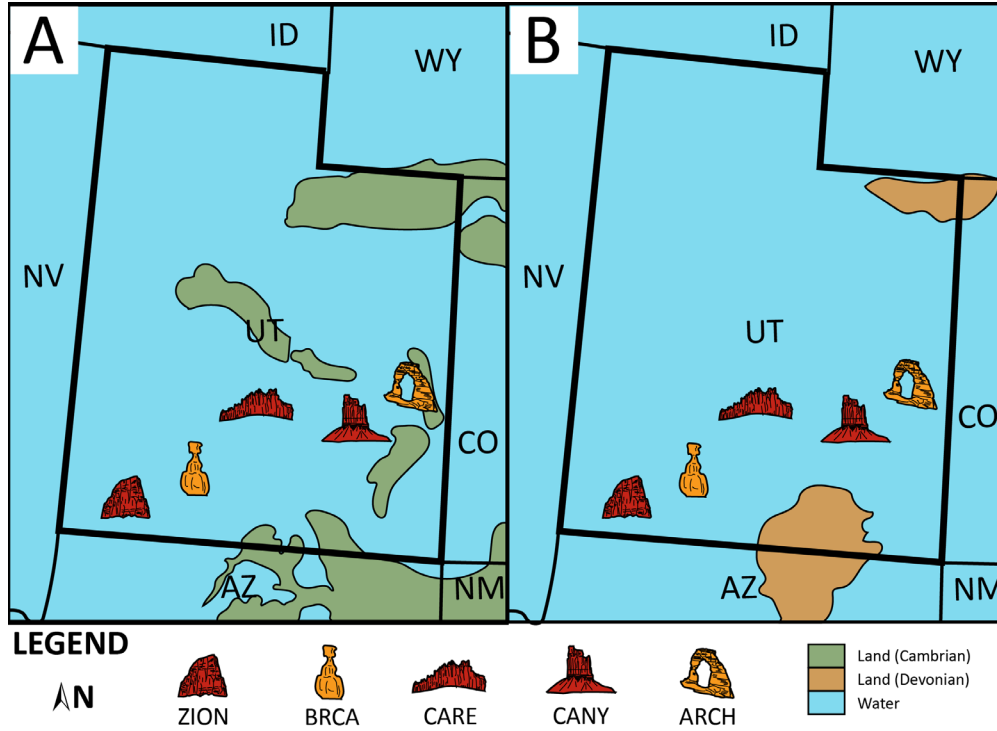 A
ID
WY
NV
UT
CO
AZ
NM
B
ID
WY
UT
CO
AZ
NM
LEGEND
N
ZION
BRCA
CARE
CANY
ARCH
Land (Cambrian)
Land (Devonian)
Water